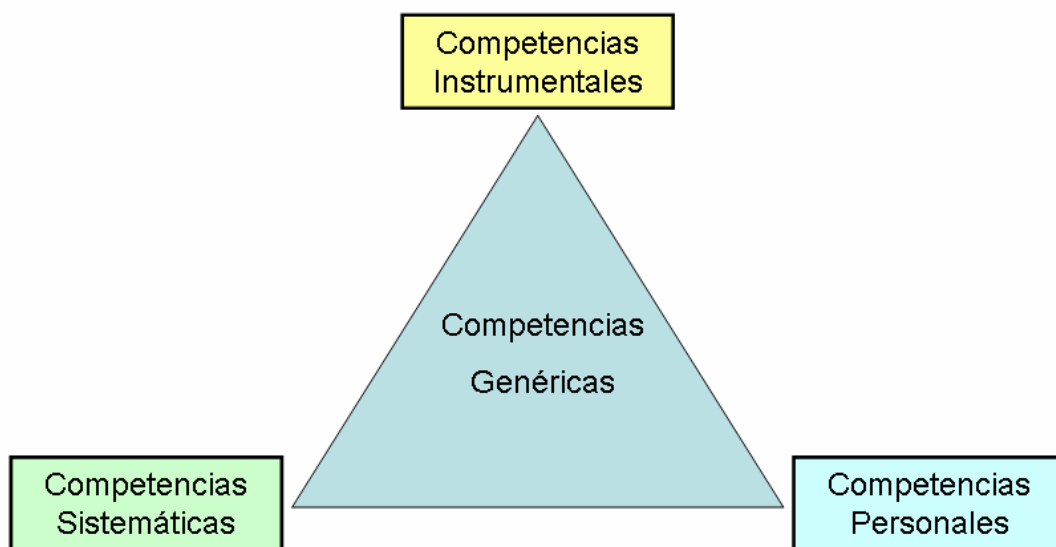 Competencias
Instrumentales
Competencias
Genéricas
Competencias
Sistemáticas
Competencias
Personales